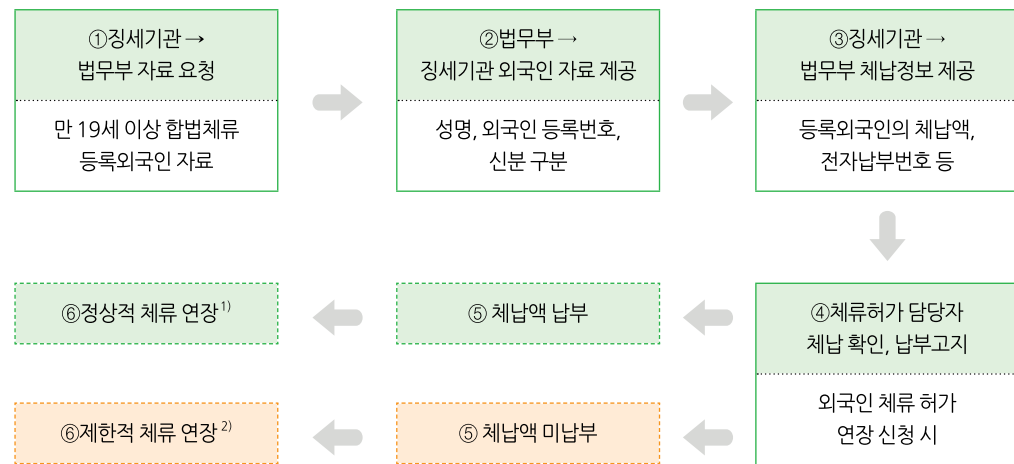 ①징세기관 →
법무부 자료 요청
만 19세 이상 합법체류
등록외국인 자료
②법무부 →
징세기관 외국인 자료 제공
성명, 외국인 등록번호,
신분 구분
③징세기관 →
법무부 체납정보 제공
등록외국인의 체납액,
전자납부번호 등
④체류허가 담당자
체납 확인, 납부고지
외국인 체류 허가
연장 신청 시
⑤ 체납액 납부
⑥정상적 체류 연장 1)
⑤ 체납액 미납부
⑥제한적 체류 연장 2)